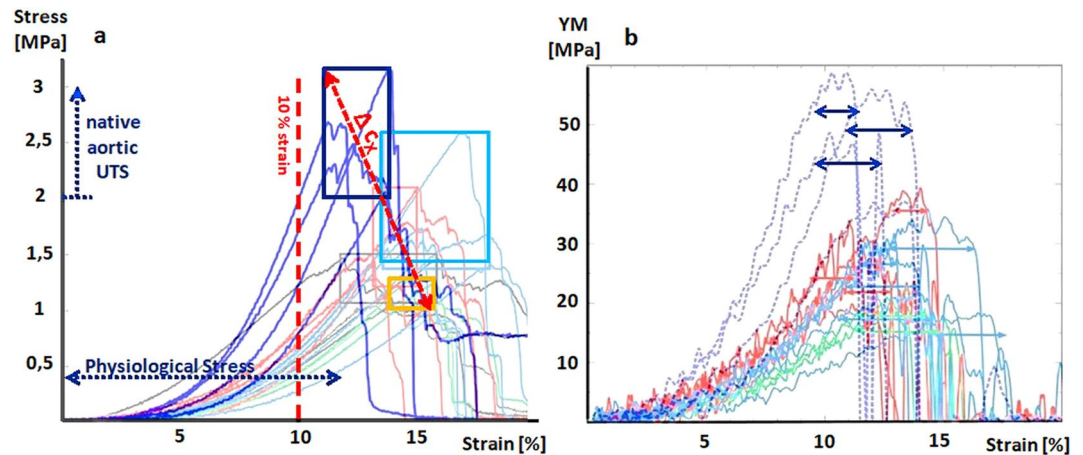 Stress
[MPa]
a
3
2,5
2
1,5
1
0,5
native
aortic
UTS
10 % strain
Δ cx
Physiological Stress
5
10
15
Strain [%]
YM
[MPa]
b
50
40
30
20
10
5
10
15
Strain [%]